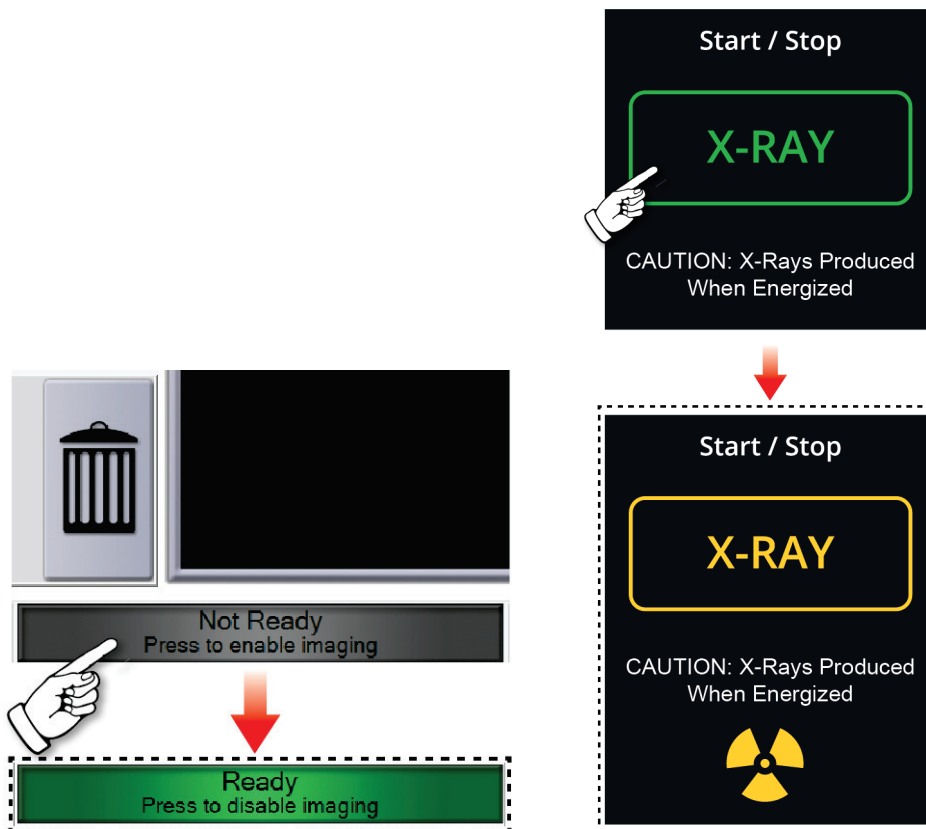 Start / Stop
X-RAY
CAUTION: X-Rays Produced
When Energized
Not Ready
Press to enable imaging
Ready
Press to disable imaging
Start / Stop
X-RAY
CAUTION: X-Rays Produced
When Energized